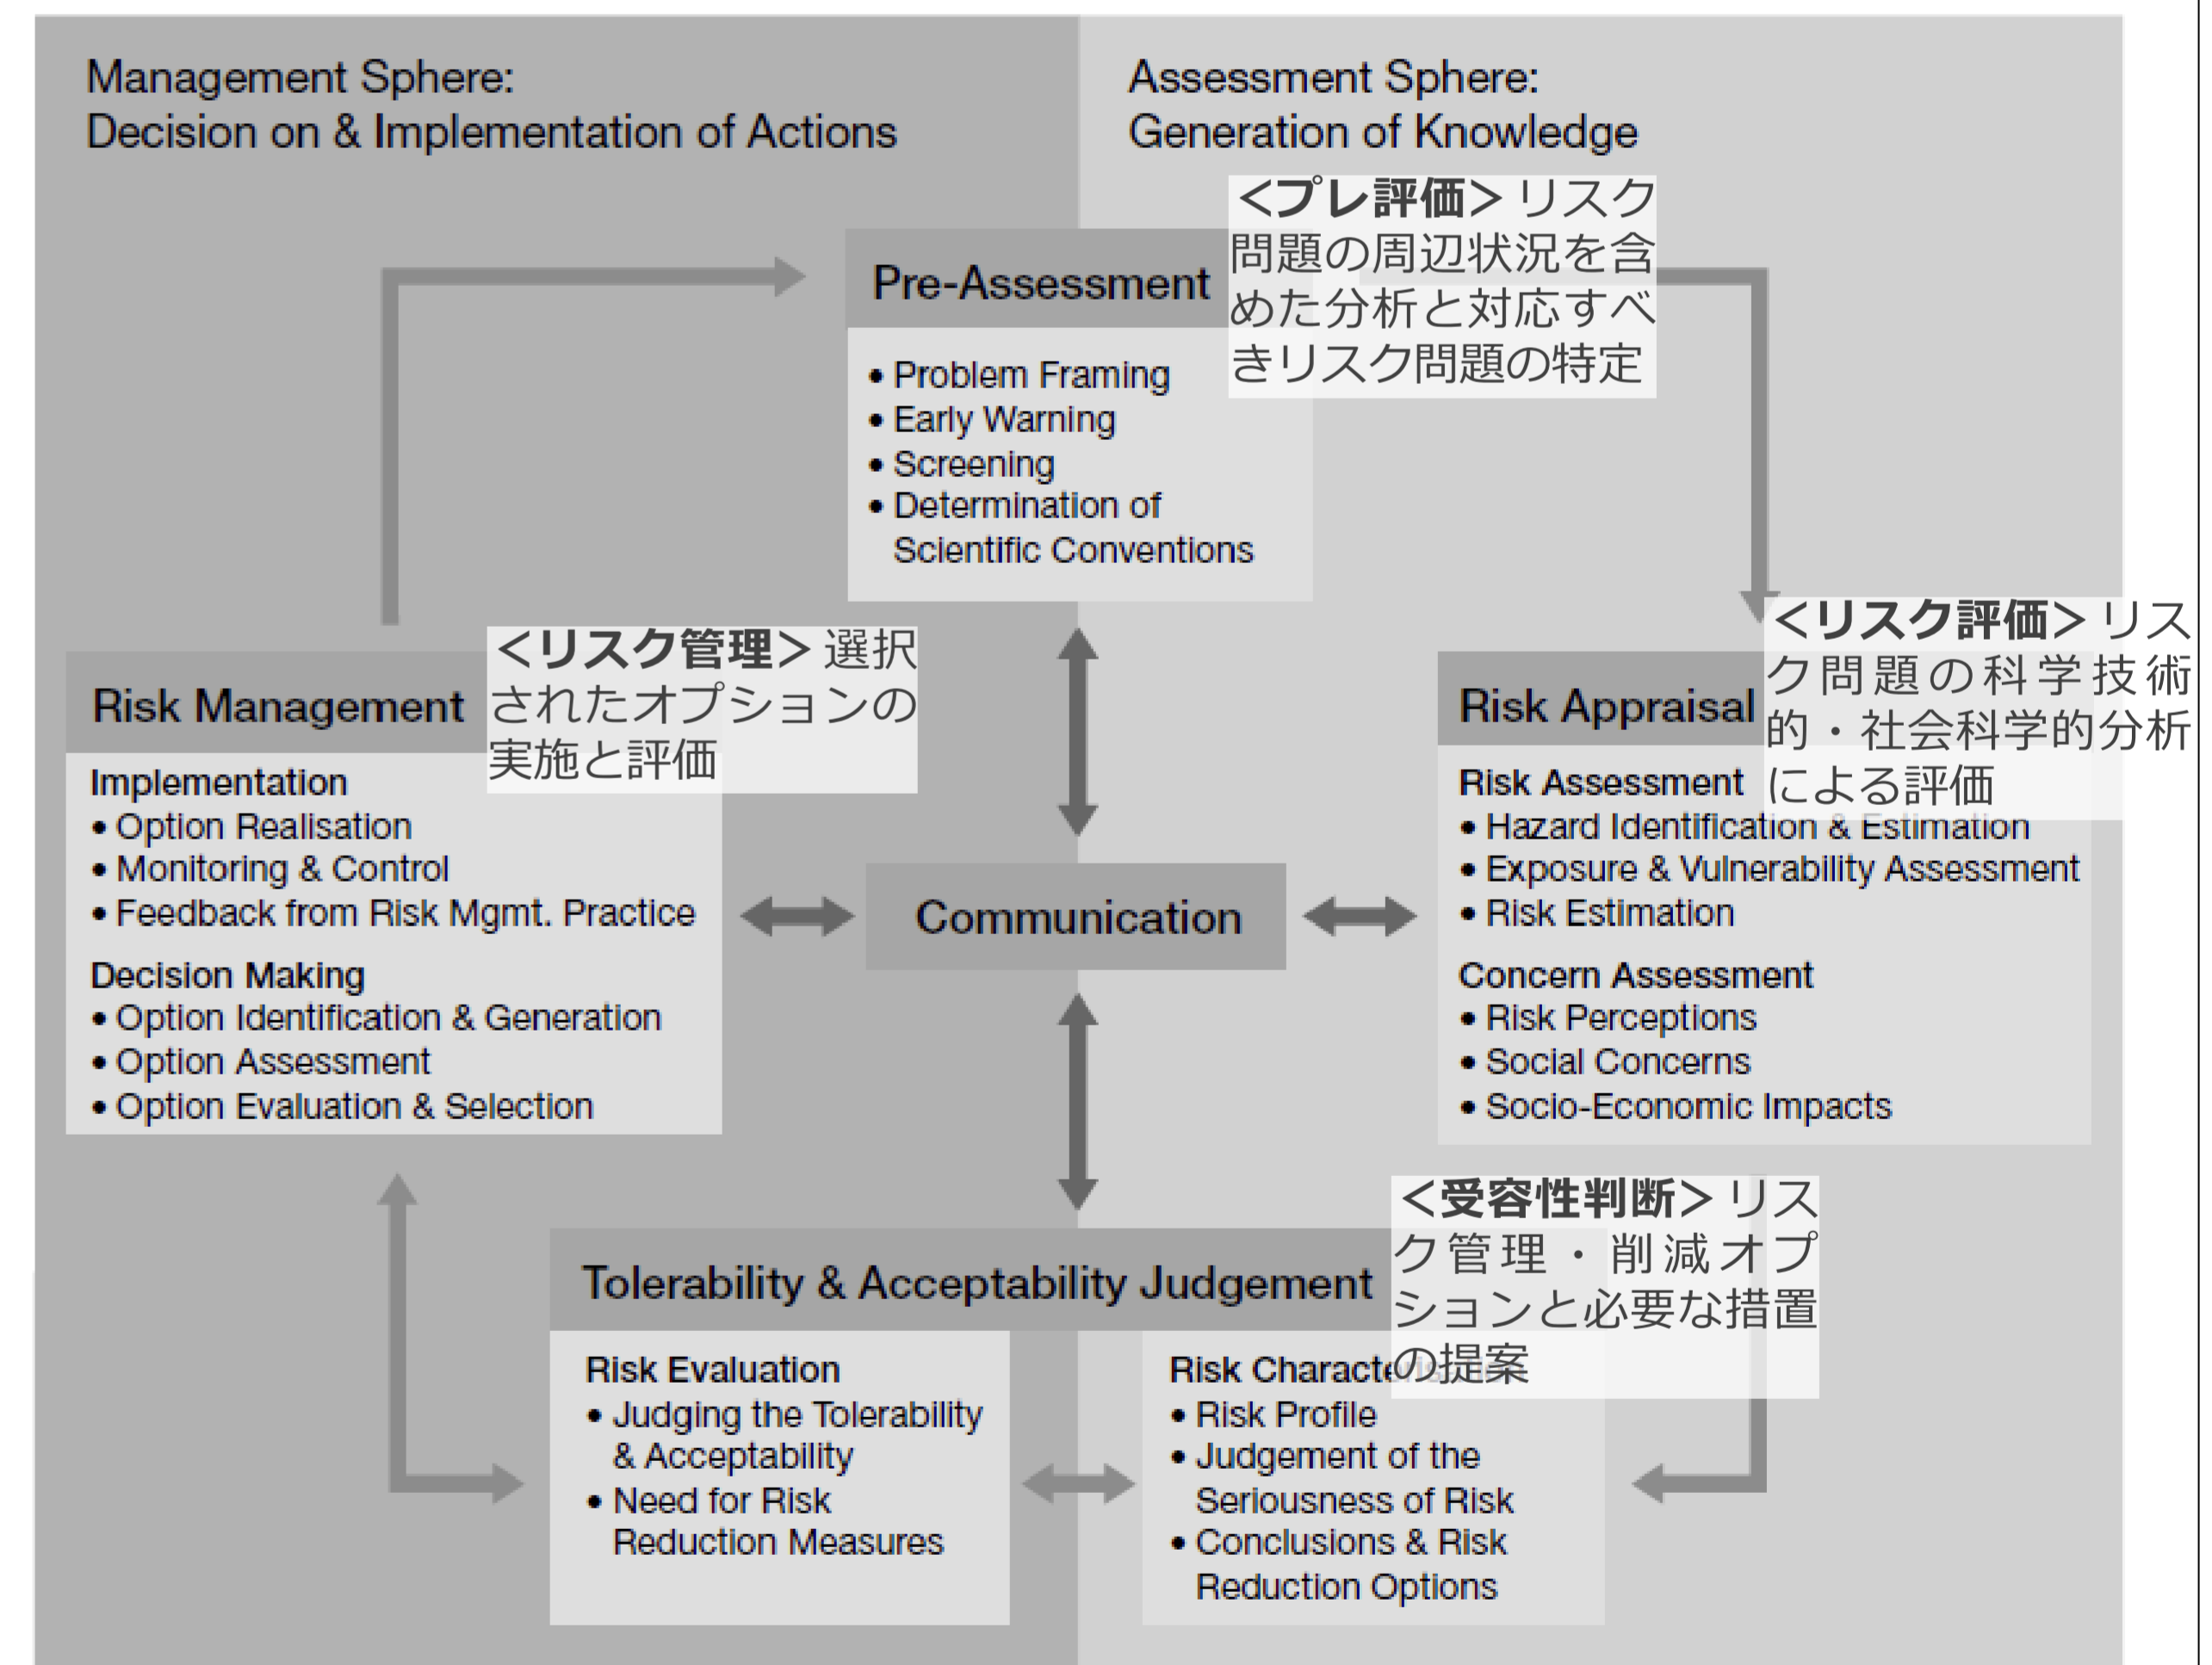 Management Sphere:
Decision on & Implementation of Actions
Assessment Sphere:
Generation of Knowledge
Pre-Assessment
<プレ評価> リスク
問題の周辺状況を含
めた分析と対応すべ
きリスク問題の特定
• Problem Framing
• Early Warning
• Screening
• Determination of
Scientific Conventions
Risk Management
<リスク管理> 選択
されたオプションの
実施と評価
Implementation
• Option Realisation
• Monitoring & Control
• Feedback from Risk Mgmt. Practice
Decision Making
• Option Identification & Generation
• Option Assessment
• Option Evaluation & Selection
Communication
Risk Appraisal
<リスク評価> リス
ク問題の科学技術
的・社会科学的分析
による評価
Risk Assessment
• Hazard Identification & Estimation
• Exposure & Vulnerability Assessment
• Risk Estimation
Concern Assessment
• Risk Perceptions
• Social Concerns
• Socio-Economic Impacts
Tolerability & Acceptability Judgement
<受容性判断> リス
ク管理・削減オプ
ションと必要な措置
の提案
Risk Evaluation
• Judging the Tolerability
& Acceptability
• Need for Risk
Reduction Measures
Risk Characterisation
• Risk Profile
• Judgement of the
Seriousness of Risk
• Conclusions & Risk
Reduction Options